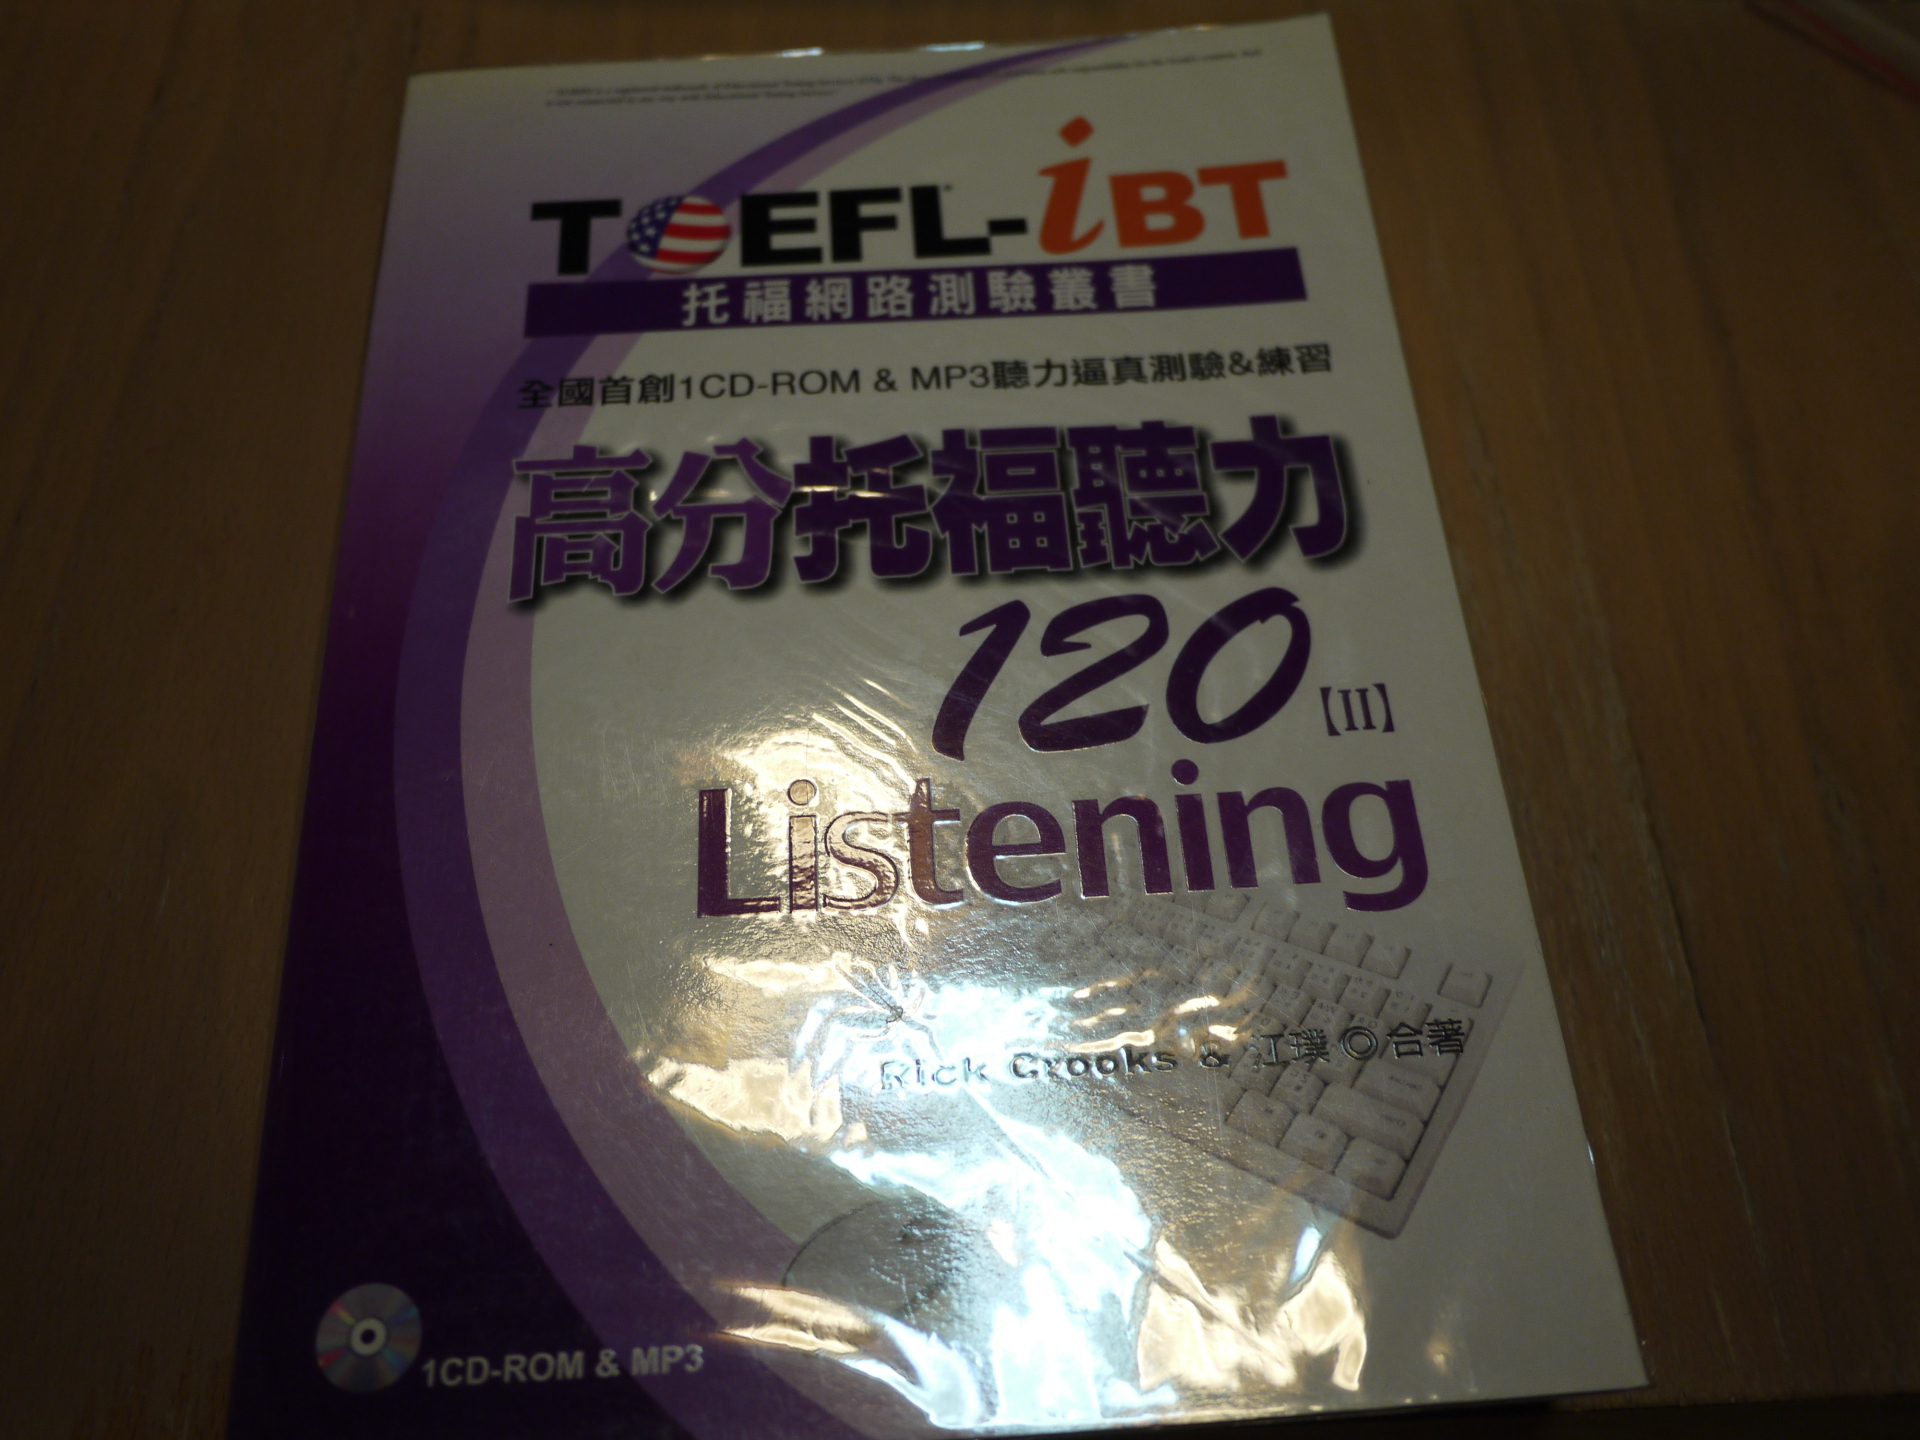 TOEFL-iBT
托福網路測驗叢書
全國首創1CD-ROM & MP3聽力逼真測驗&練習
高分托福聽力
120【II】
Listening
Rick Crooks & 江璞◎合著
1CD-ROM & MP3